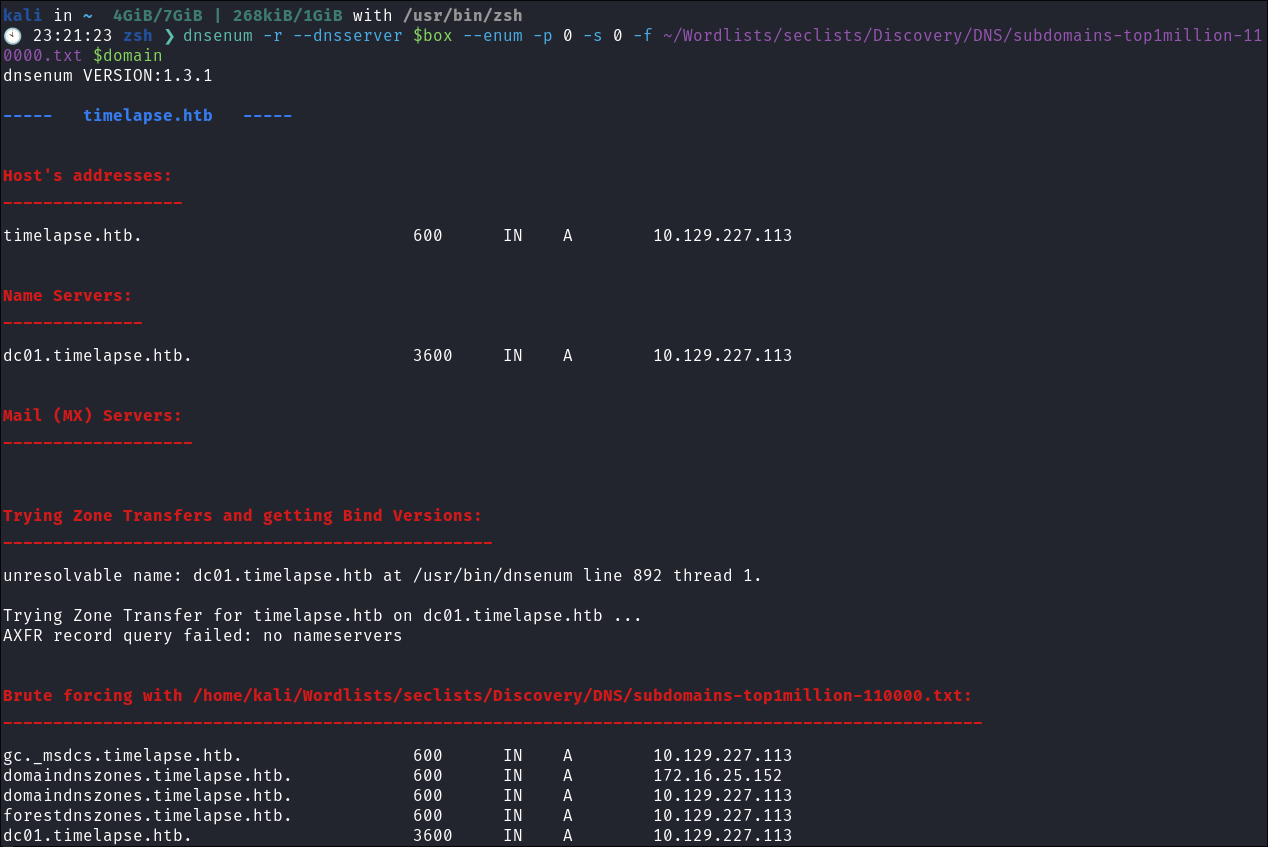 kali in ~  4GiB/7GiB | 268kiB/1GiB with /usr/bin/zsh
23:21:23 zsh ❯ dnsenum -r --dnsserver $box --enum -p 0 -s 0 -f ~/Wordlists/seclists/Discovery/DNS/subdomains-top1million-11
0000.txt $domain
dnsenum VERSION:1.3.1
-----   timelapse.htb   -----
Host's addresses:
__________________
timelapse.htb.                           600      IN    A        10.129.227.113
Name Servers:
______________
dc01.timelapse.htb.                      3600     IN    A        10.129.227.113
Mail (MX) Servers:
___________________
Trying Zone Transfers and getting Bind Versions:
_________________________________________________
unresolvable name: dc01.timelapse.htb at /usr/bin/dnsenum line 892 thread 1.
Trying Zone Transfer for timelapse.htb on dc01.timelapse.htb ...
AXFR record query failed: no nameservers
Brute forcing with /home/kali/Wordlists/seclists/Discovery/DNS/subdomains-top1million-110000.txt:
__________________________________________________________________________________________________
gc._msdcs.timelapse.htb.                 600      IN    A        10.129.227.113
domaindnszones.timelapse.htb.            600      IN    A        172.16.25.152
domaindnszones.timelapse.htb.            600      IN    A        10.129.227.113
forestdnszones.timelapse.htb.            600      IN    A        10.129.227.113
dc01.timelapse.htb.                      3600     IN    A        10.129.227.113